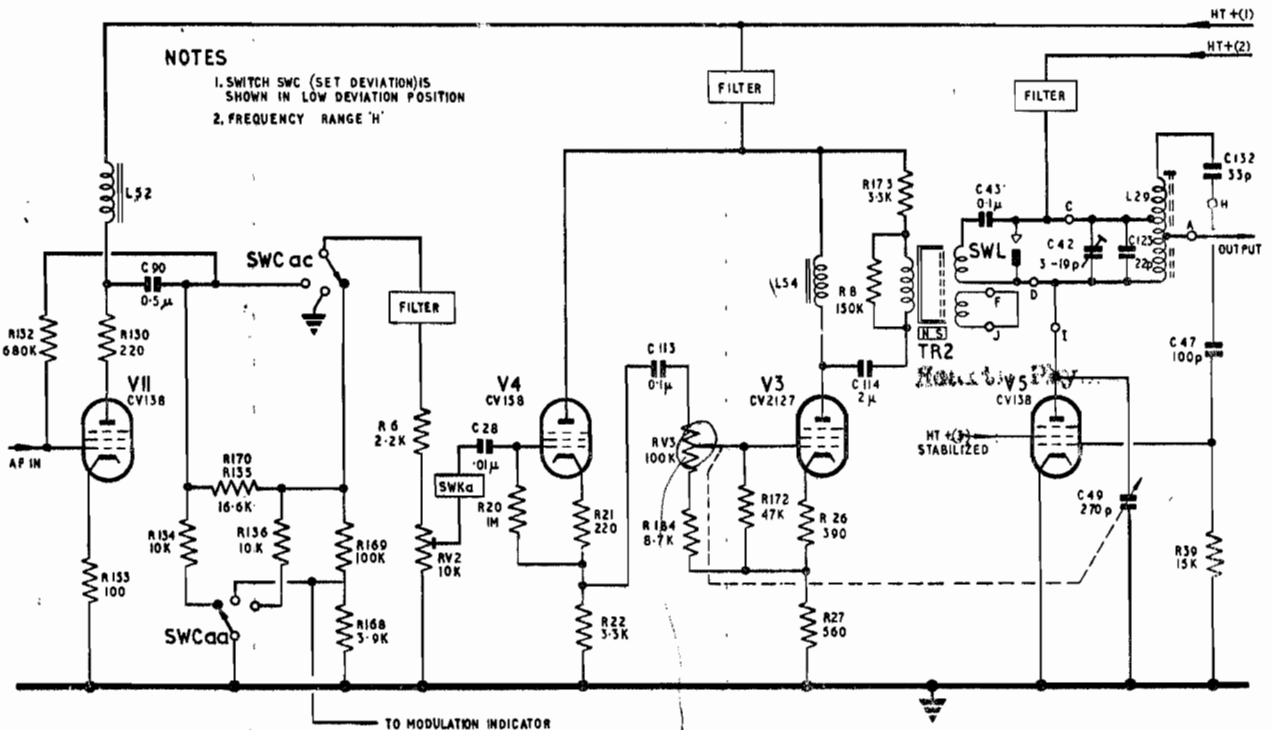 HT+(1)
HT+(2)
NOTES
1. SWITCH SWC (SET DEVIATION) IS
SHOWN IN LOW DEVIATION POSITION
2. FREQUENCY RANGE 'H'
FILTER
FILTER
L52
C90
0·5µ
SWCac
FILTER
R132
680K
R130
220
V11
CV138
AF IN
R170
R135
16·6K
R134
10K
R136
10K
R169
100K
R133
100
SWCaa
R168
3·9K
TO MODULATION INDICATOR
R6
2·2K
RV2
10K
C28
·01µ
SWKa
R20
1M
V4
CV138
R21
220
R22
3·3K
C113
0·1µ
RV3
100K
R184
8·7K
R172
47K
V3
CV2127
R26
390
R27
560
L54
R173
3·3K
R8
150K
C114
2µ
N S
TR2
C43
0·1µ
SWL
C
C42
3-19p
C123
22p
L29
D
F
J
I
C132
33p
H
A
OUTPUT
C47
100p
V5
CV138
HT+(3)
STABILIZED
C49
270p
R39
15K